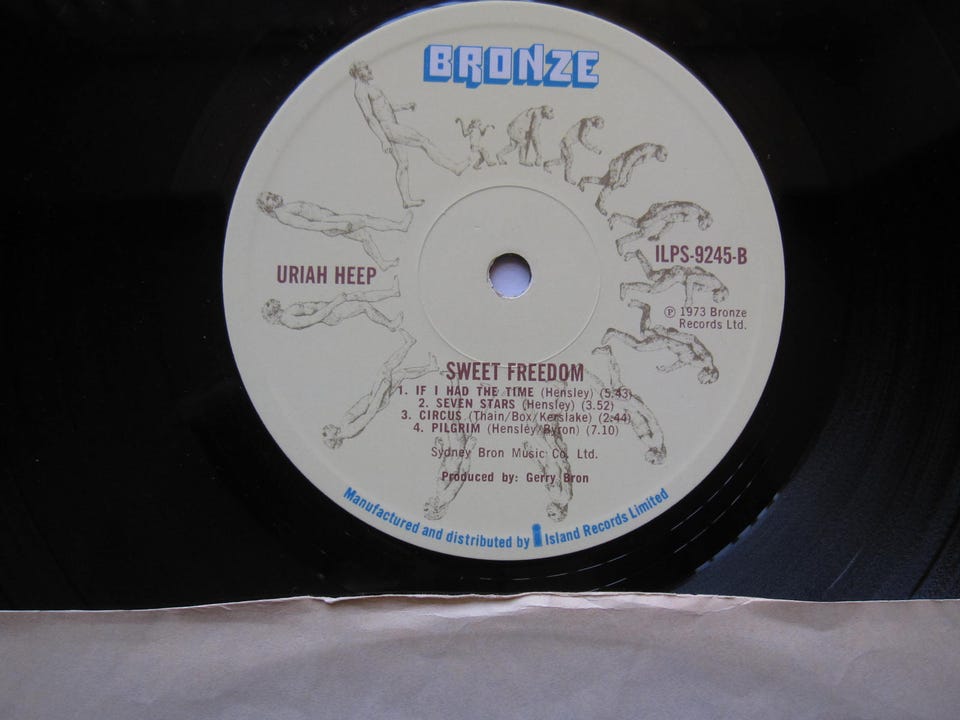 BRONZE
URIAH HEEP
ILPS-9245-B
℗ 1973 Bronze
Records Ltd.
SWEET FREEDOM
1. IF I HAD THE TIME (Hensley) (5.43)
2. SEVEN STARS (Hensley) (3.52)
3. CIRCUS (Thain/Box/Kerslake) (2.44)
4. PILGRIM (Hensley/Byron) (7.10)
Sydney Bron Music Co. Ltd.
Produced by: Gerry Bron
Manufactured and distributed by Island Records Limited